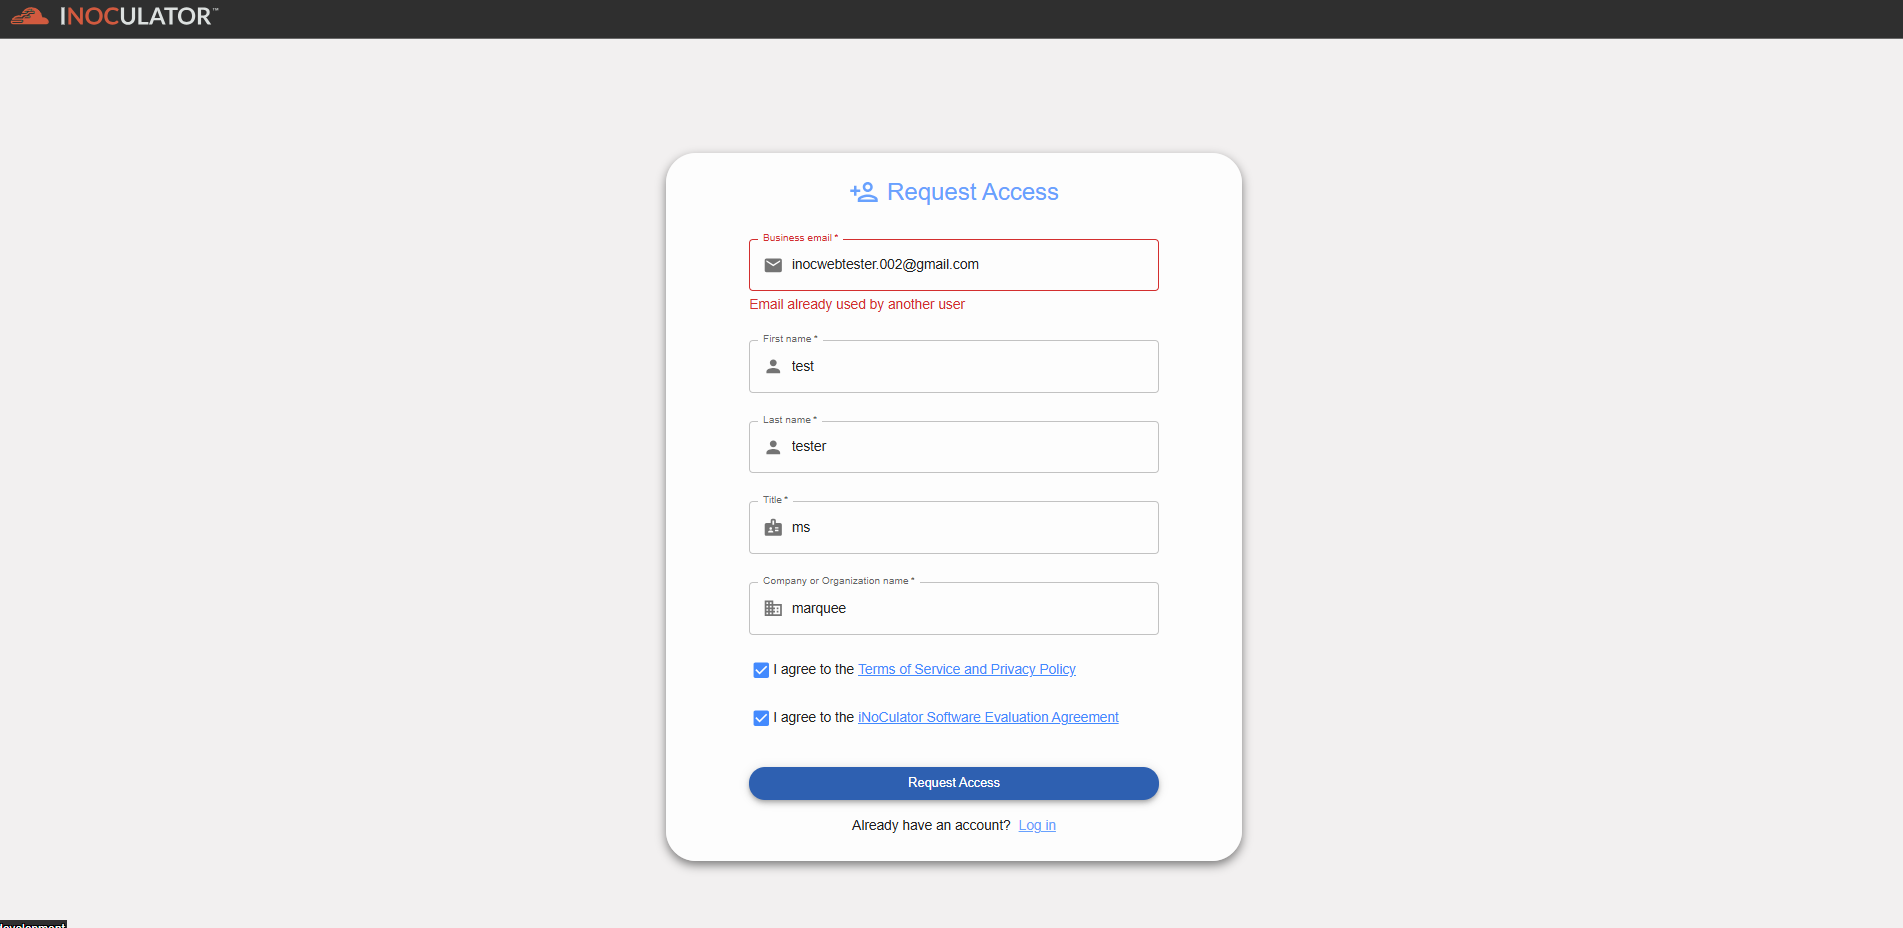 INOCULATOR™
Request Access
Business email *
inocwebtester.002@gmail.com
Email already used by another user
First name *
test
Last name *
tester
Title *
ms
Company or Organization name *
marquee
I agree to the Terms of Service and Privacy Policy
I agree to the iNoCulator Software Evaluation Agreement
Request Access
Already have an account? Log in